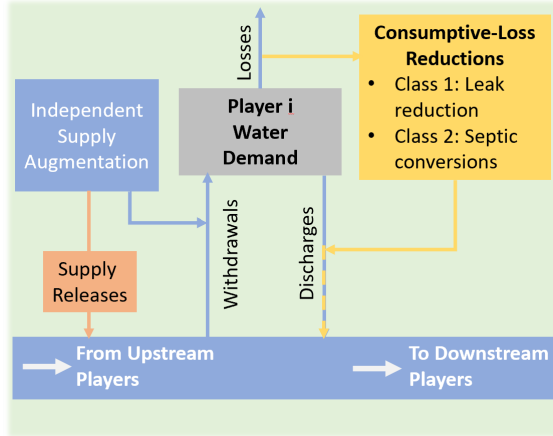 Consumptive-Loss
Reductions
• Class 1: Leak
reduction
• Class 2: Septic
conversions
Losses
Player i
Water
Demand
Independent
Supply
Augmentation
Withdrawals
Discharges
Supply
Releases
From Upstream
Players
To Downstream
Players